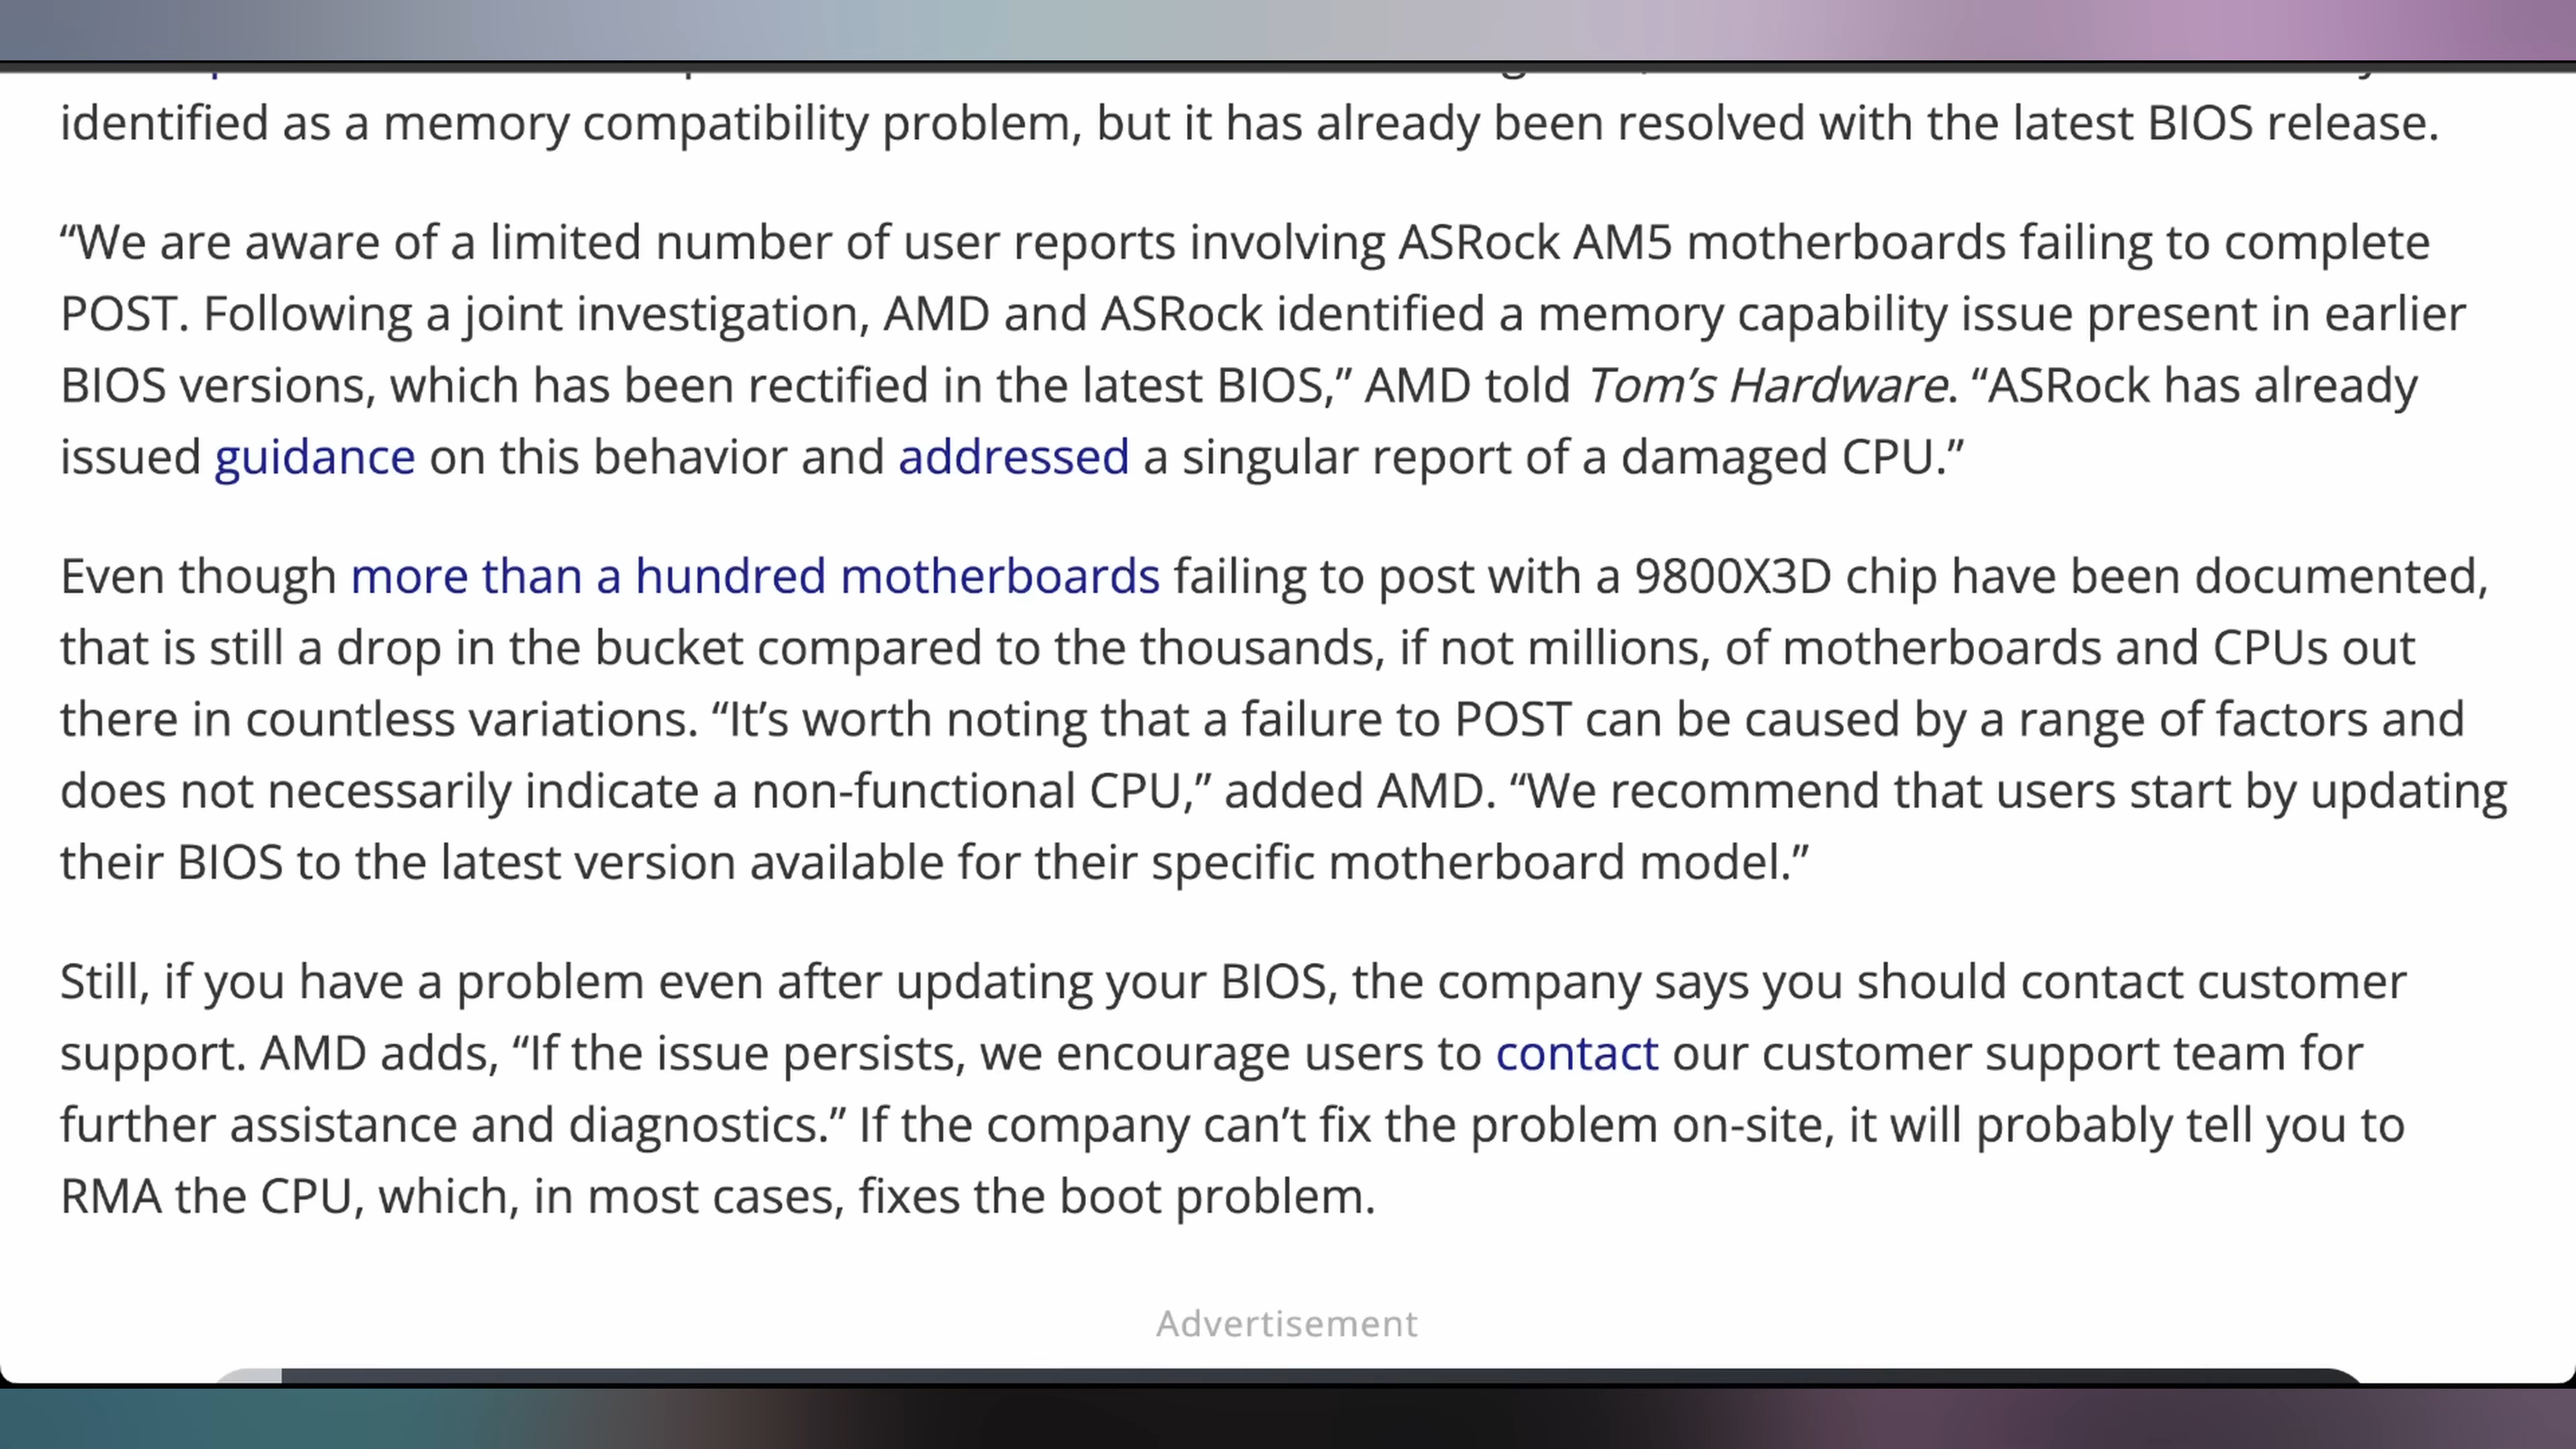 identified as a memory compatibility problem, but it has already been resolved with the latest BIOS release.
“We are aware of a limited number of user reports involving ASRock AM5 motherboards failing to complete
POST. Following a joint investigation, AMD and ASRock identified a memory capability issue present in earlier
BIOS versions, which has been rectified in the latest BIOS,” AMD told Tom’s Hardware. “ASRock has already
issued guidance on this behavior and addressed a singular report of a damaged CPU.”
Even though more than a hundred motherboards failing to post with a 9800X3D chip have been documented,
that is still a drop in the bucket compared to the thousands, if not millions, of motherboards and CPUs out
there in countless variations. “It’s worth noting that a failure to POST can be caused by a range of factors and
does not necessarily indicate a non-functional CPU,” added AMD. “We recommend that users start by updating
their BIOS to the latest version available for their specific motherboard model.”
Still, if you have a problem even after updating your BIOS, the company says you should contact customer
support. AMD adds, “If the issue persists, we encourage users to contact our customer support team for
further assistance and diagnostics.” If the company can’t fix the problem on-site, it will probably tell you to
RMA the CPU, which, in most cases, fixes the boot problem.
Advertisement